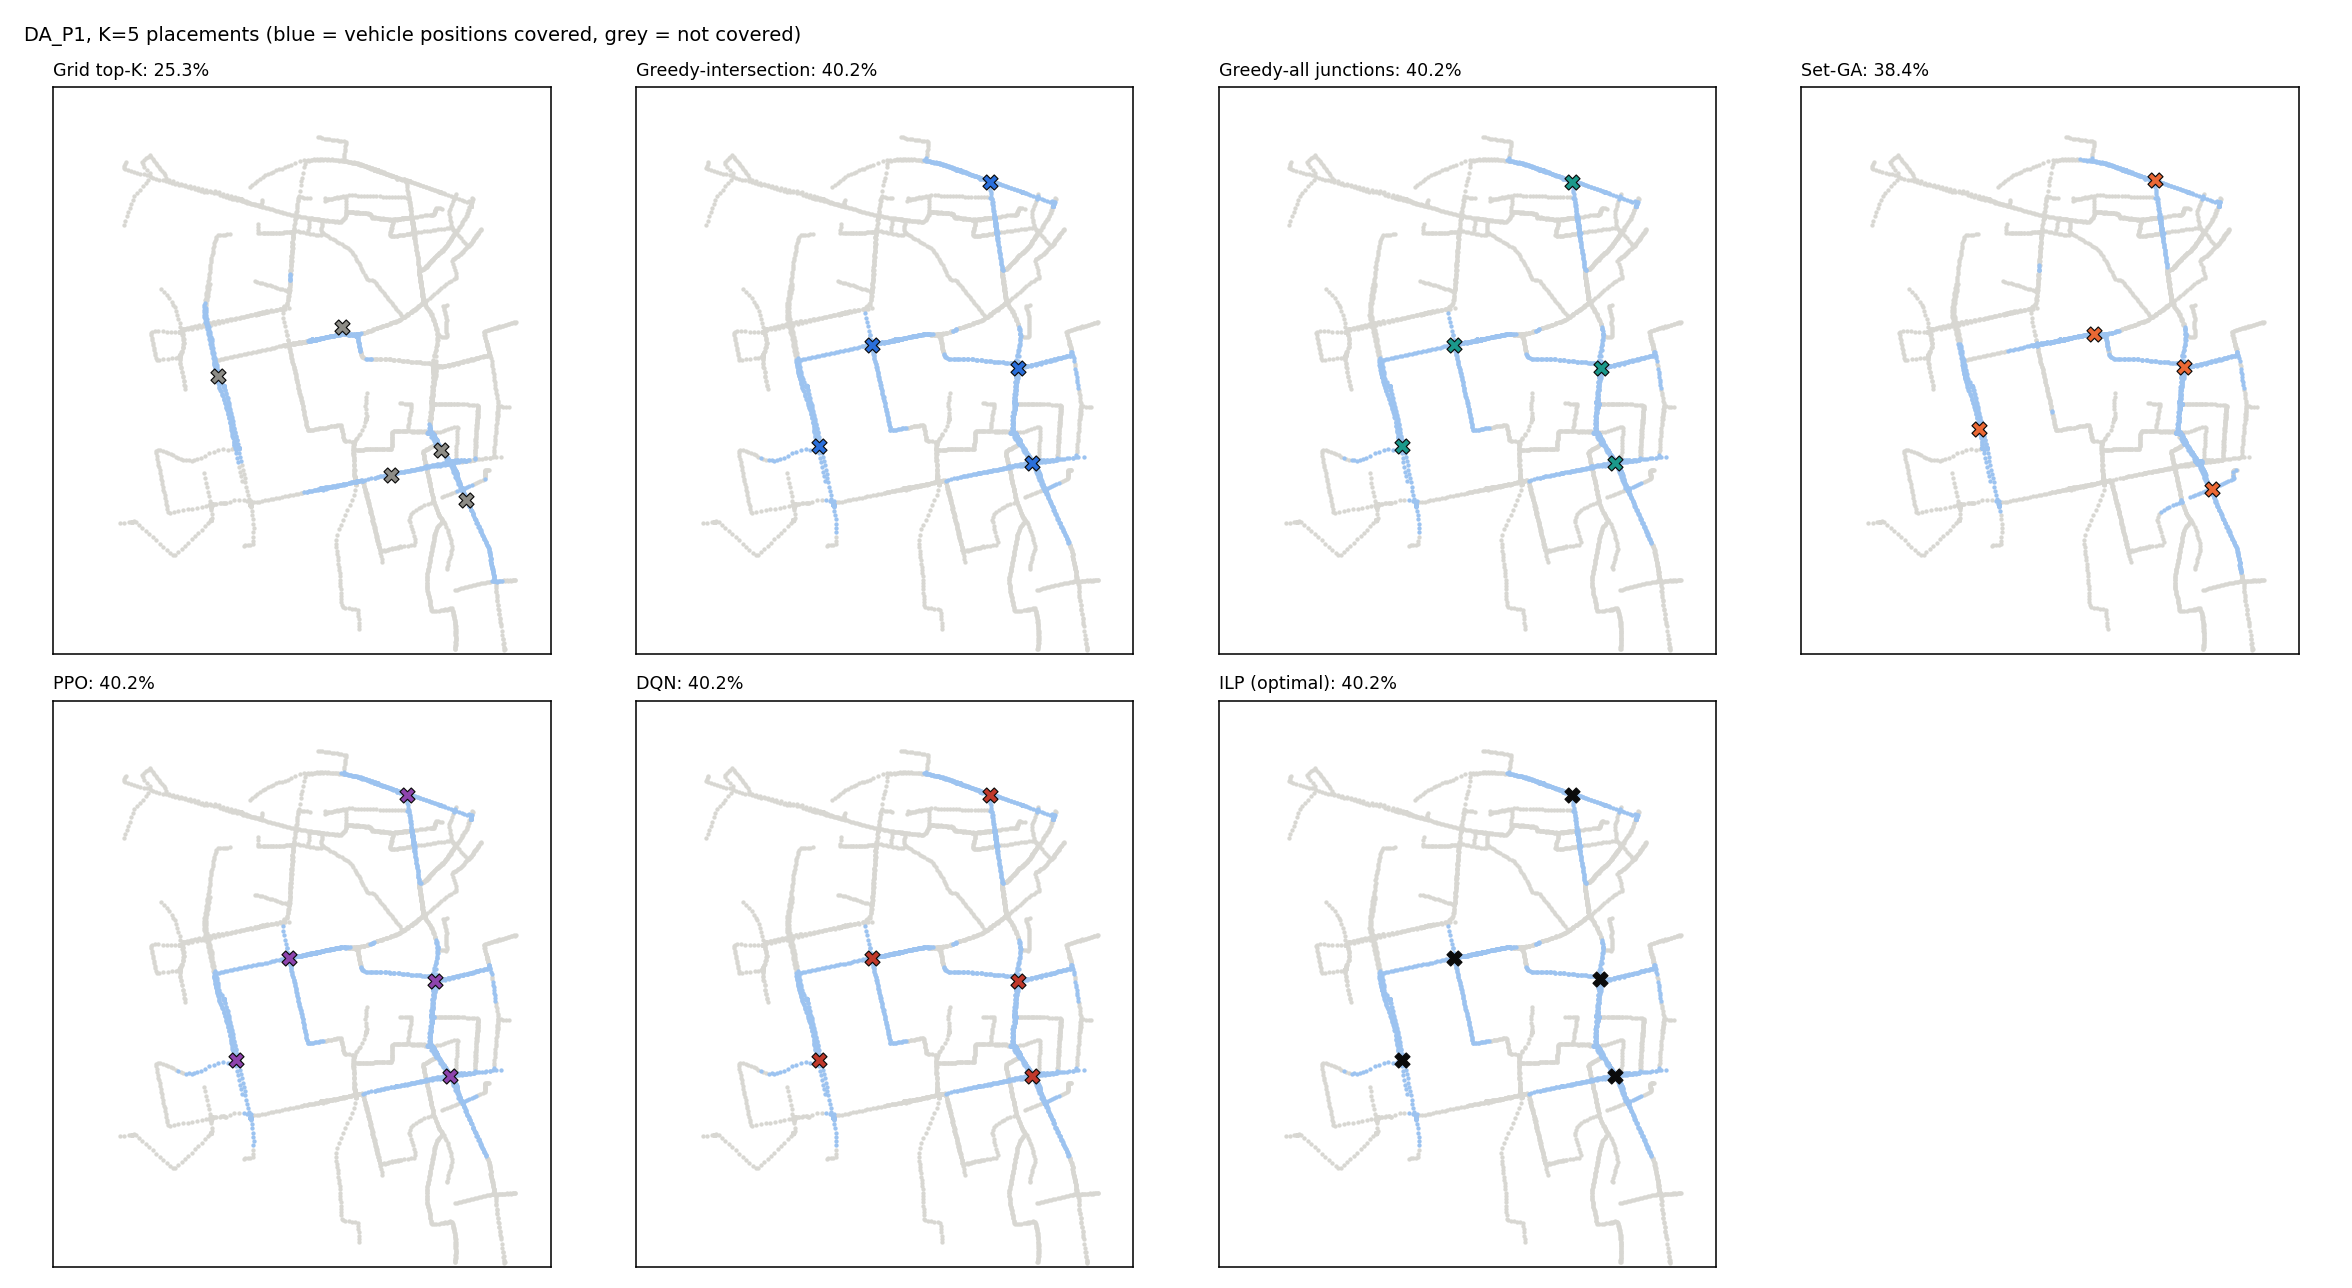 DA_P1, K=5 placements (blue = vehicle positions covered, grey = not covered)
Grid top-K: 25.3%
Greedy-intersection: 40.2%
Greedy-all junctions: 40.2%
Set-GA: 38.4%
PPO: 40.2%
DQN: 40.2%
ILP (optimal): 40.2%